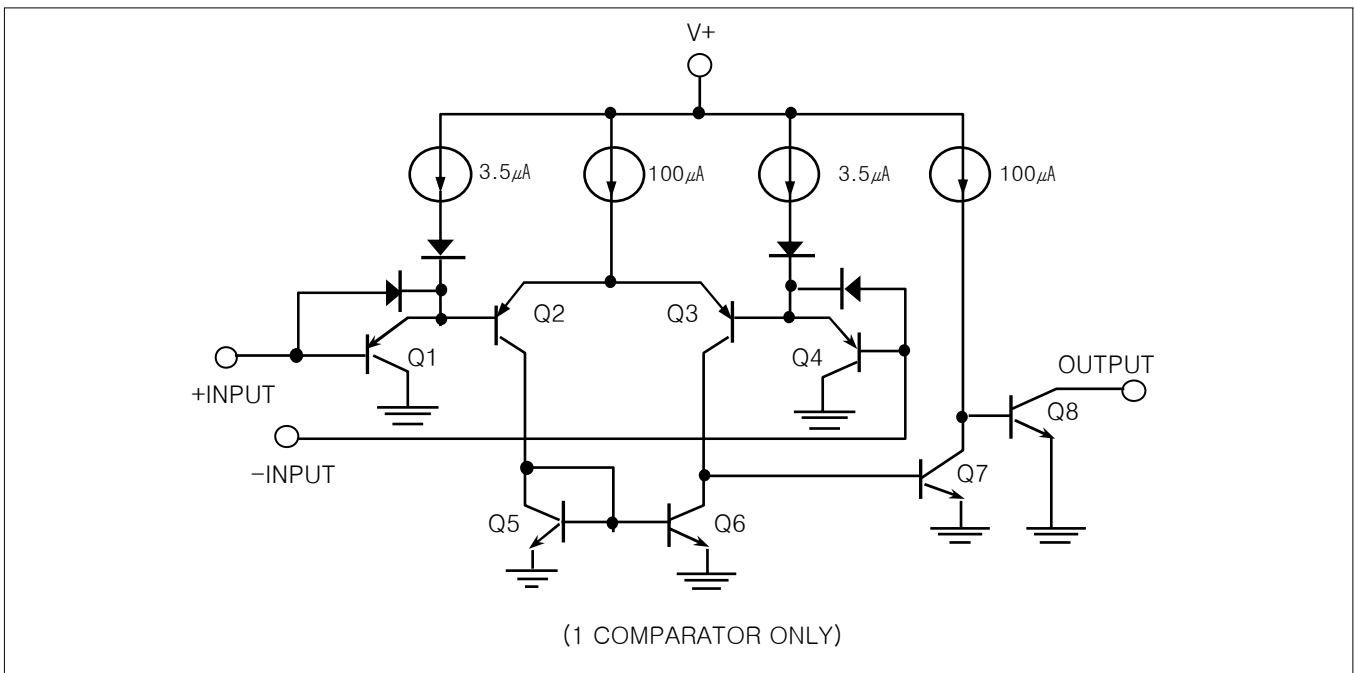 V+
3.5μA
100μA
3.5μA
100μA
Q2
Q3
Q1
Q4
OUTPUT
+INPUT
Q8
−INPUT
Q7
Q5
Q6
(1 COMPARATOR ONLY)